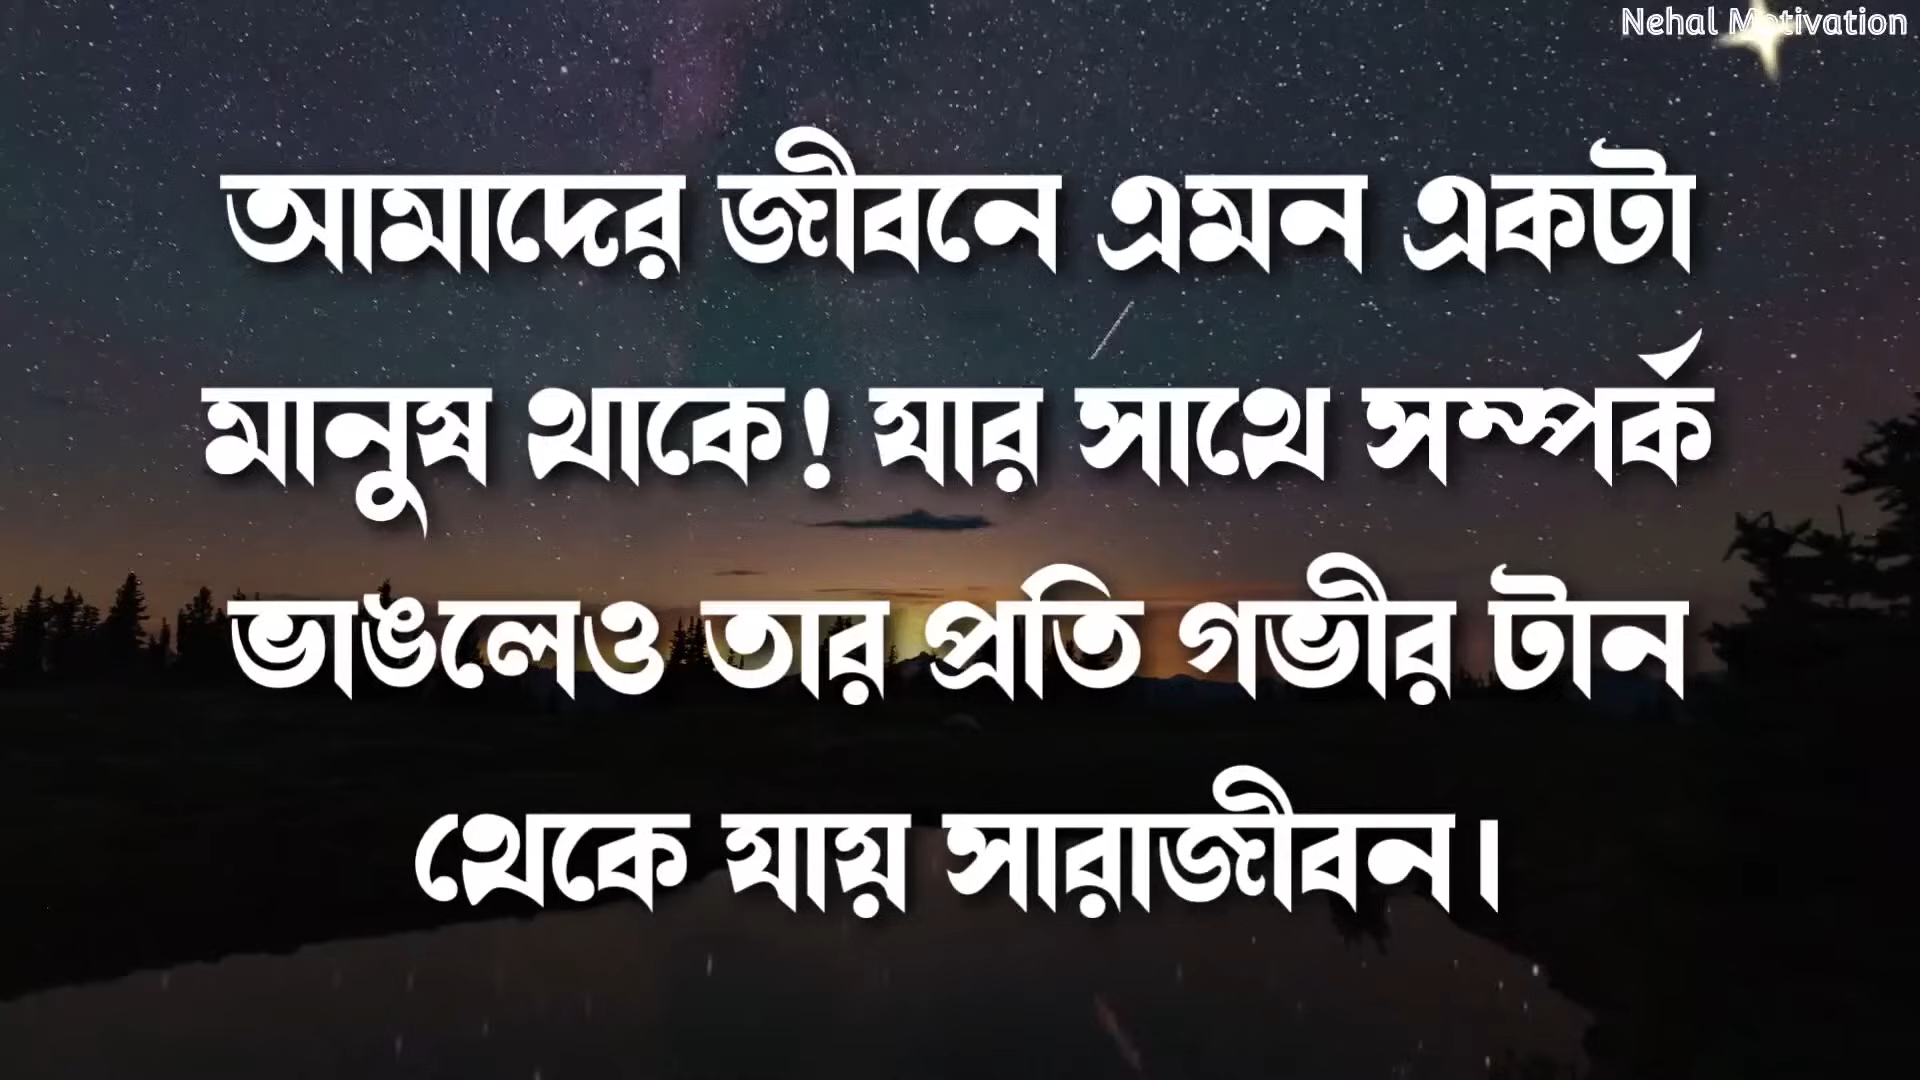 Nehal Motivation
আমাদের জীবনে এমন একটা
মানুষ থাকে! যার সাথে সম্পর্ক
ভাঙলেও তার প্রতি গভীর টান
থেকে যায় সারাজীবন।